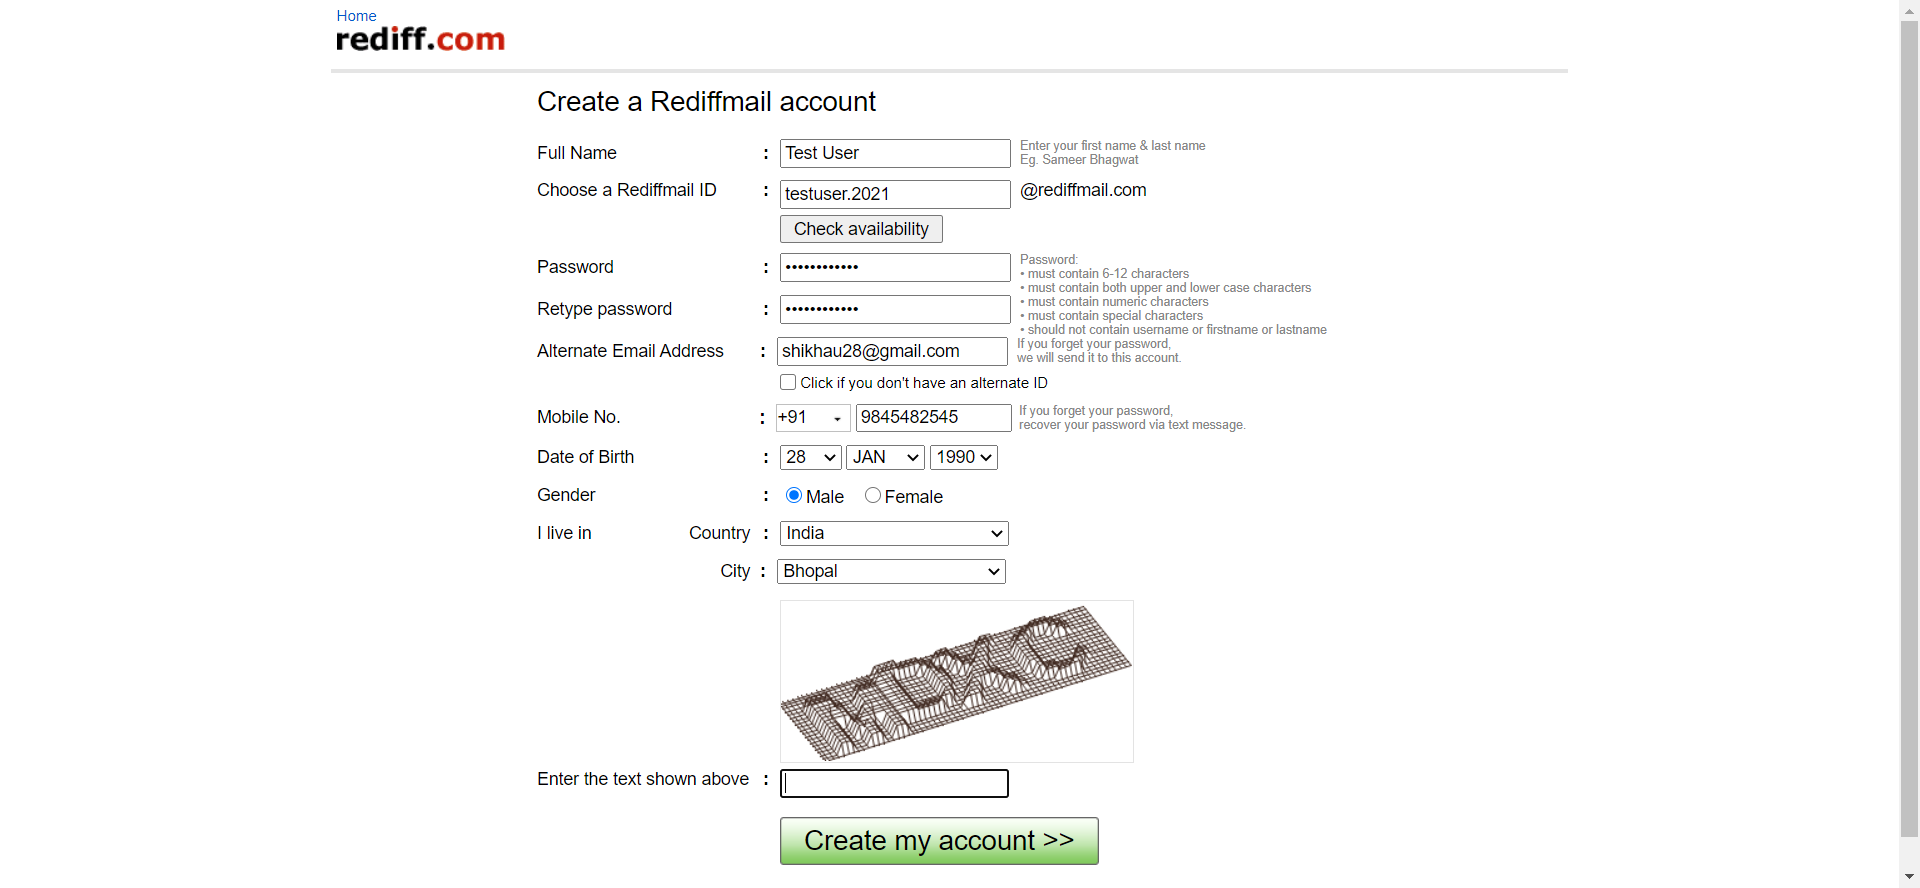 Home
rediff.com
Create a Rediffmail account
Full Name : Test User Enter your first name & last name
Eg. Sameer Bhagwat
Choose a Rediffmail ID : testuser.2021 @rediffmail.com
Check availability
Password : •••••••••••• Password:
• must contain 6-12 characters
• must contain both upper and lower case characters
• must contain numeric characters
Retype password : ••••••••••••
• must contain special characters
• should not contain username or firstname or lastname
Alternate Email Address : shikhau28@gmail.com If you forget your password,
we will send it to this account.
Click if you don't have an alternate ID
Mobile No. : +91 9845482545 If you forget your password,
recover your password via text message.
Date of Birth : 28 JAN 1990
Gender : Male Female
I live in Country : India
City : Bhopal
Enter the text shown above :
Create my account >>